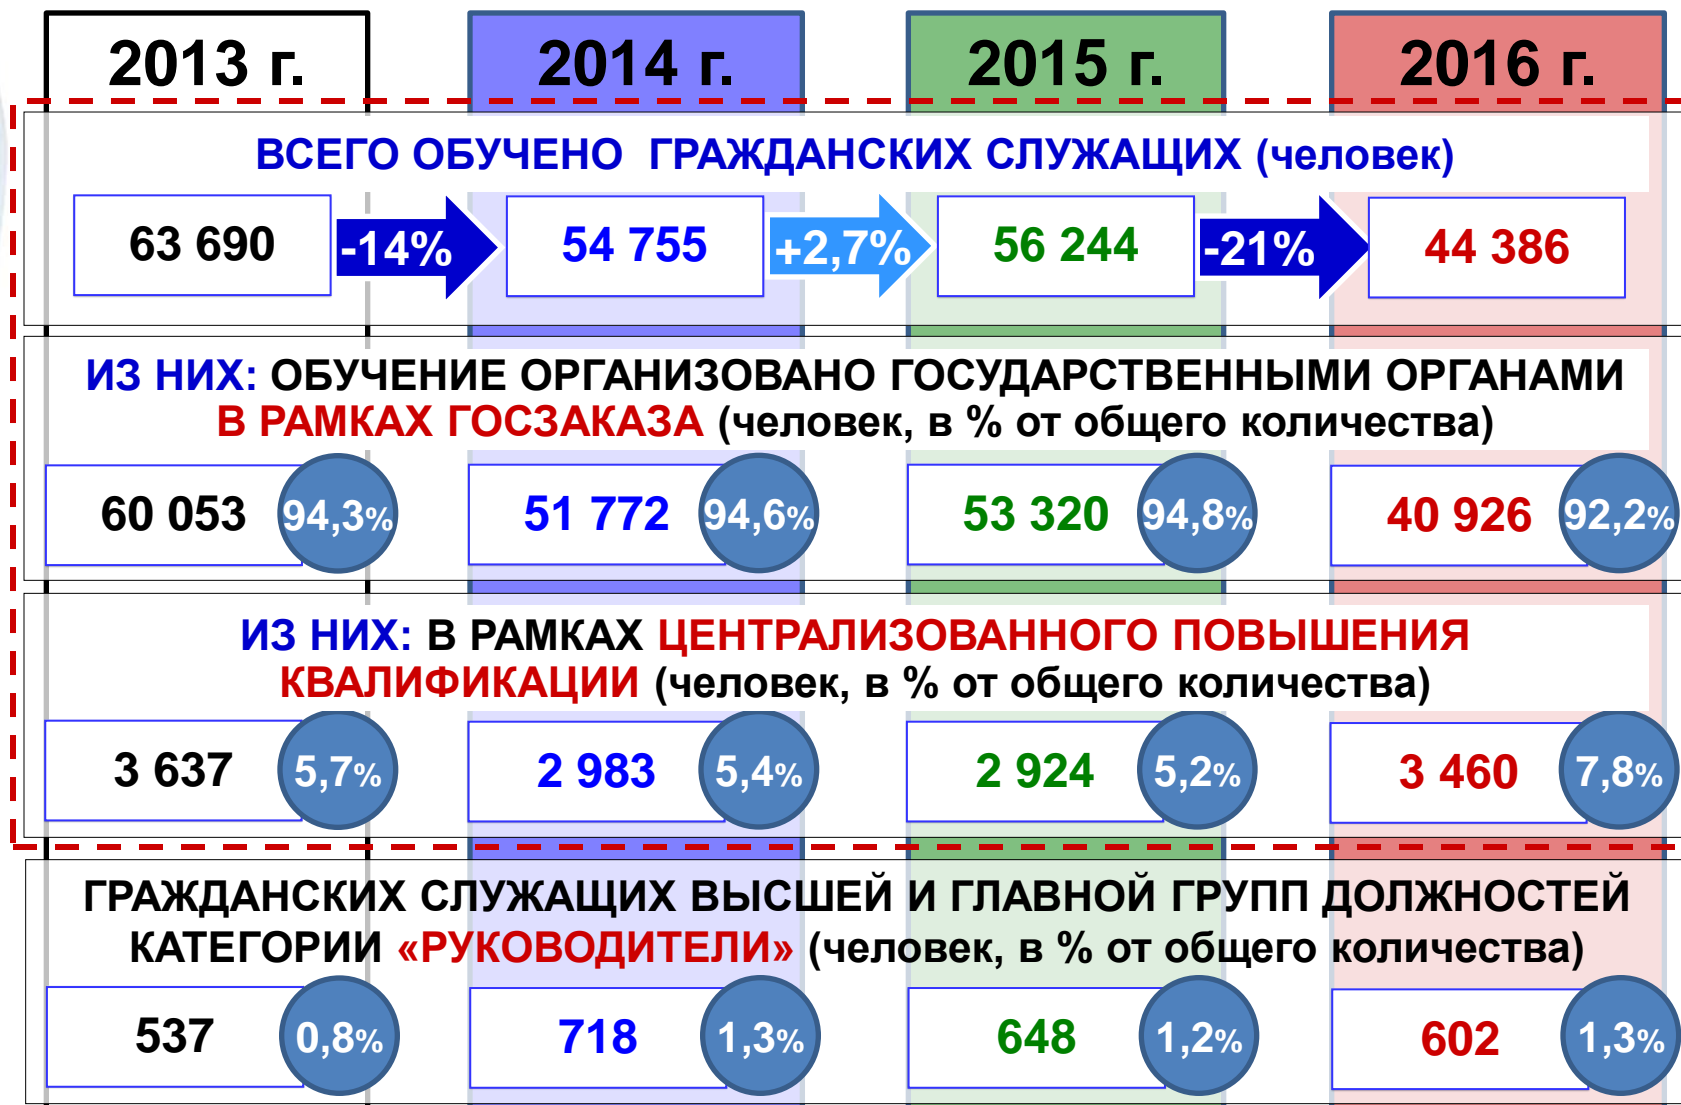 2013 г. 2014 г. 2015 г. 2016 г.
ВСЕГО ОБУЧЕНО ГРАЖДАНСКИХ СЛУЖАЩИХ (человек)
63 690 -14% 54 755 +2,7% 56 244 -21% 44 386
ИЗ НИХ: ОБУЧЕНИЕ ОРГАНИЗОВАНО ГОСУДАРСТВЕННЫМИ ОРГАНАМИ
В РАМКАХ ГОСЗАКАЗА (человек, в % от общего количества)
60 053 94,3% 51 772 94,6% 53 320 94,8% 40 926 92,2%
ИЗ НИХ: В РАМКАХ ЦЕНТРАЛИЗОВАННОГО ПОВЫШЕНИЯ
КВАЛИФИКАЦИИ (человек, в % от общего количества)
3 637 5,7% 2 983 5,4% 2 924 5,2% 3 460 7,8%
ГРАЖДАНСКИХ СЛУЖАЩИХ ВЫСШЕЙ И ГЛАВНОЙ ГРУПП ДОЛЖНОСТЕЙ
КАТЕГОРИИ «РУКОВОДИТЕЛИ» (человек, в % от общего количества)
537 0,8% 718 1,3% 648 1,2% 602 1,3%